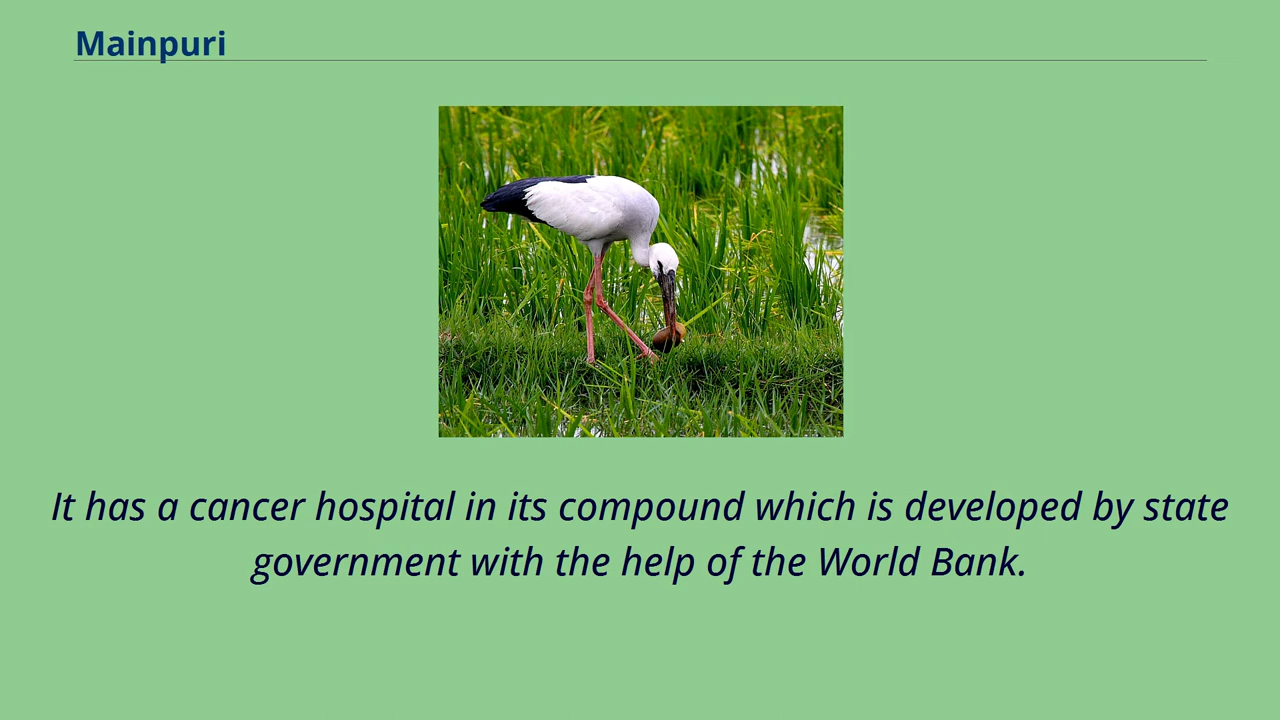 Mainpuri
It has a cancer hospital in its compound which is developed by state
government with the help of the World Bank.